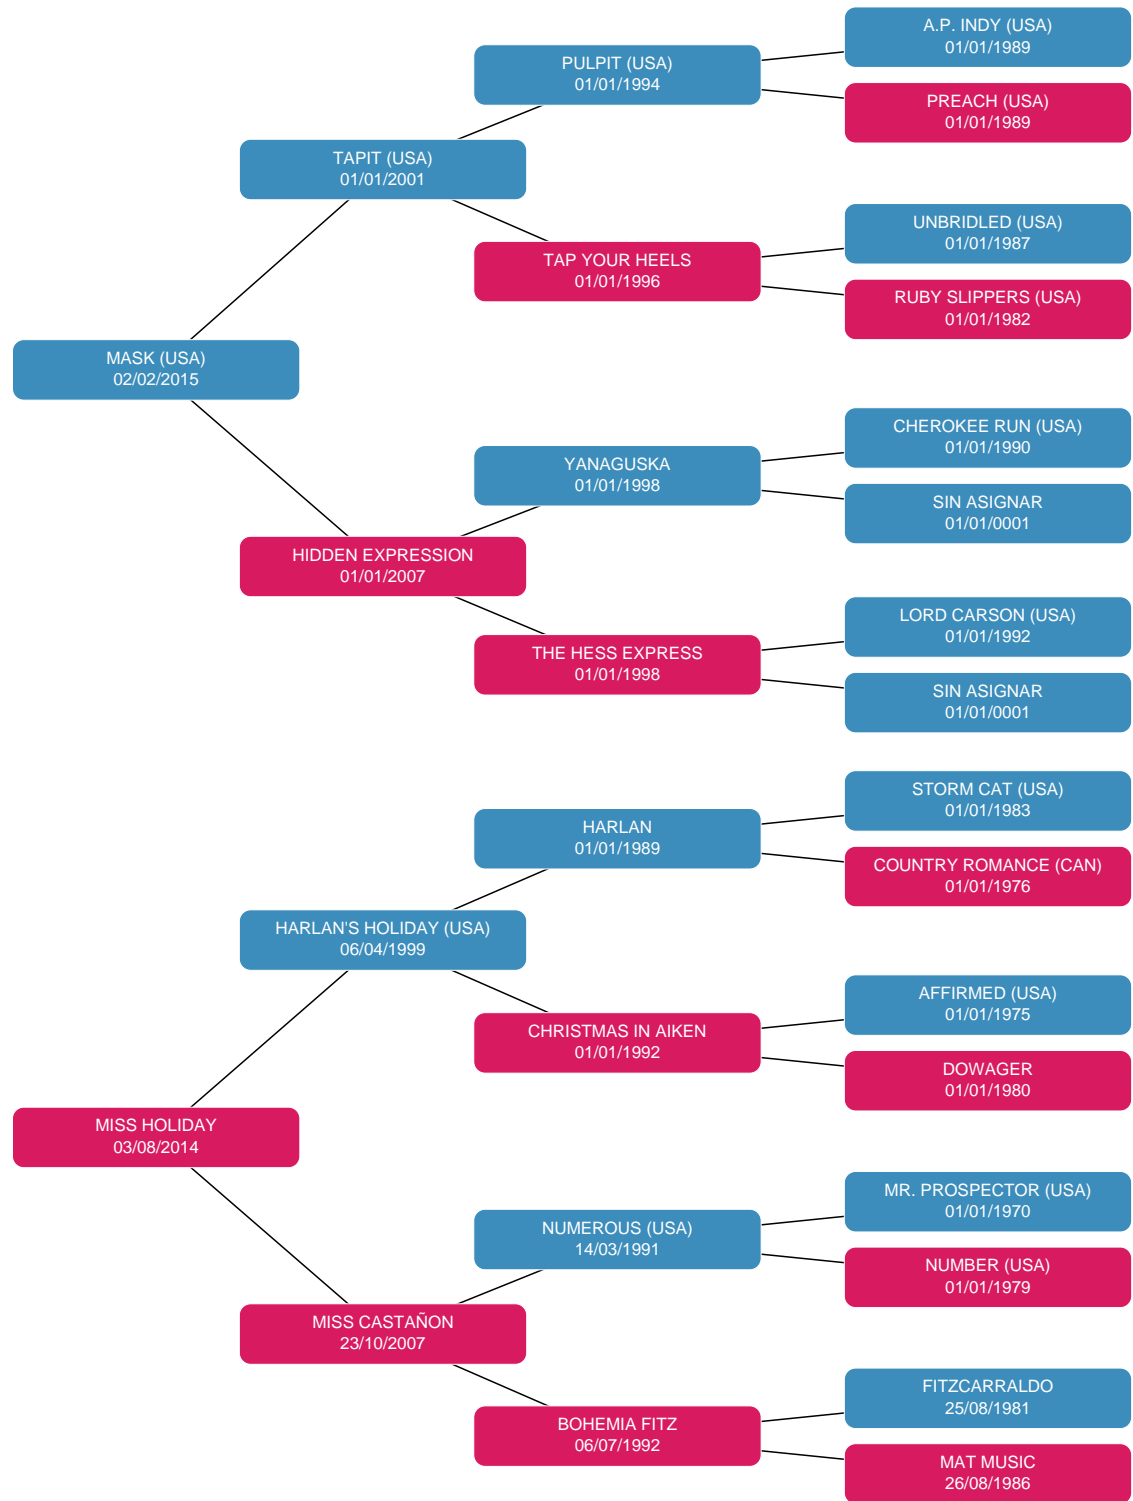 A.P. INDY (USA)
01/01/1989
PULPIT (USA)
01/01/1994
PREACH (USA)
01/01/1989
TAPIT (USA)
01/01/2001
UNBRIDLED (USA)
01/01/1987
TAP YOUR HEELS
01/01/1996
RUBY SLIPPERS (USA)
01/01/1982
MASK (USA)
02/02/2015
CHEROKEE RUN (USA)
01/01/1990
YANAGUSKA
01/01/1998
SIN ASIGNAR
01/01/0001
HIDDEN EXPRESSION
01/01/2007
LORD CARSON (USA)
01/01/1992
THE HESS EXPRESS
01/01/1998
SIN ASIGNAR
01/01/0001
STORM CAT (USA)
01/01/1983
HARLAN
01/01/1989
COUNTRY ROMANCE (CAN)
01/01/1976
HARLAN'S HOLIDAY (USA)
06/04/1999
AFFIRMED (USA)
01/01/1975
CHRISTMAS IN AIKEN
01/01/1992
DOWAGER
01/01/1980
MISS HOLIDAY
03/08/2014
MR. PROSPECTOR (USA)
01/01/1970
NUMEROUS (USA)
14/03/1991
NUMBER (USA)
01/01/1979
MISS CASTAÑON
23/10/2007
FITZCARRALDO
25/08/1981
BOHEMIA FITZ
06/07/1992
MAT MUSIC
26/08/1986